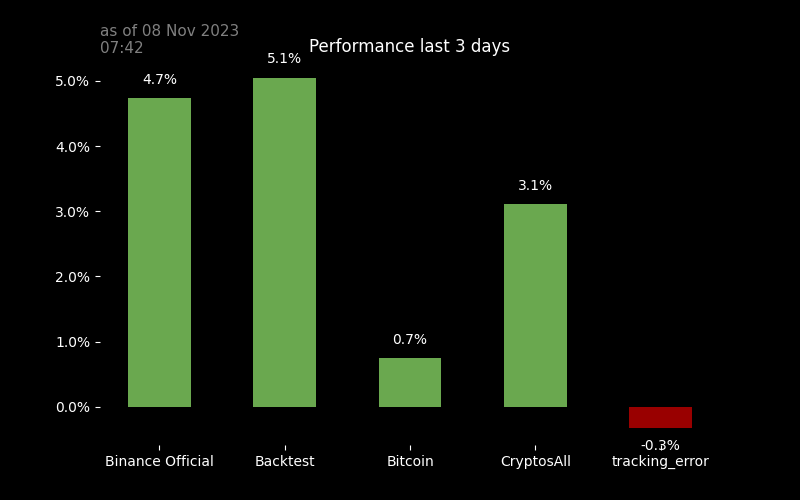 as of 08 Nov 2023
07:42
Performance last 3 days
5.1%
4.7%
3.1%
0.7%
-0.3%
5.0%
4.0%
3.0%
2.0%
1.0%
0.0%
Binance Official
Backtest
Bitcoin
CryptosAll
tracking_error